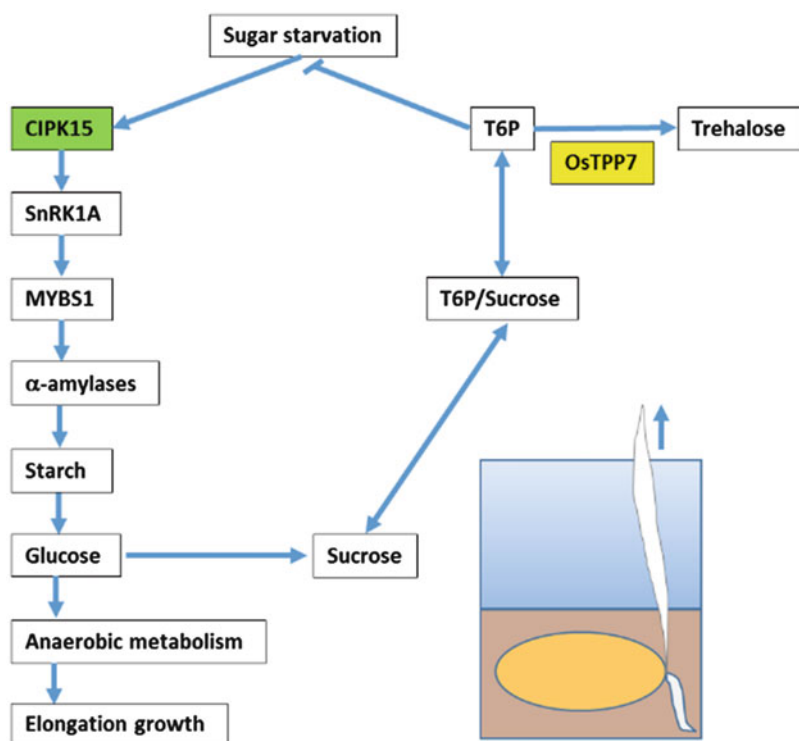 Sugar starvation
CIPK15
T6P
Trehalose
OsTPP7
SnRK1A
MYBS1
T6P/Sucrose
α-amylases
Starch
Glucose
Sucrose
Anaerobic metabolism
Elongation growth